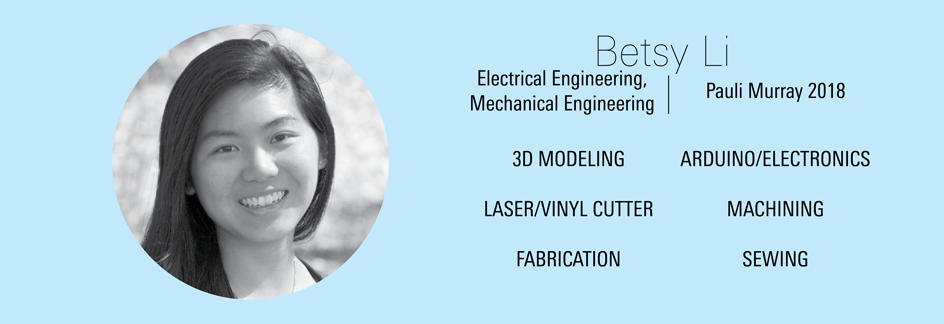 Betsy Li
Electrical Engineering,
Mechanical Engineering
Pauli Murray 2018
3D MODELING
ARDUINO/ELECTRONICS
LASER/VINYL CUTTER
MACHINING
FABRICATION
SEWING